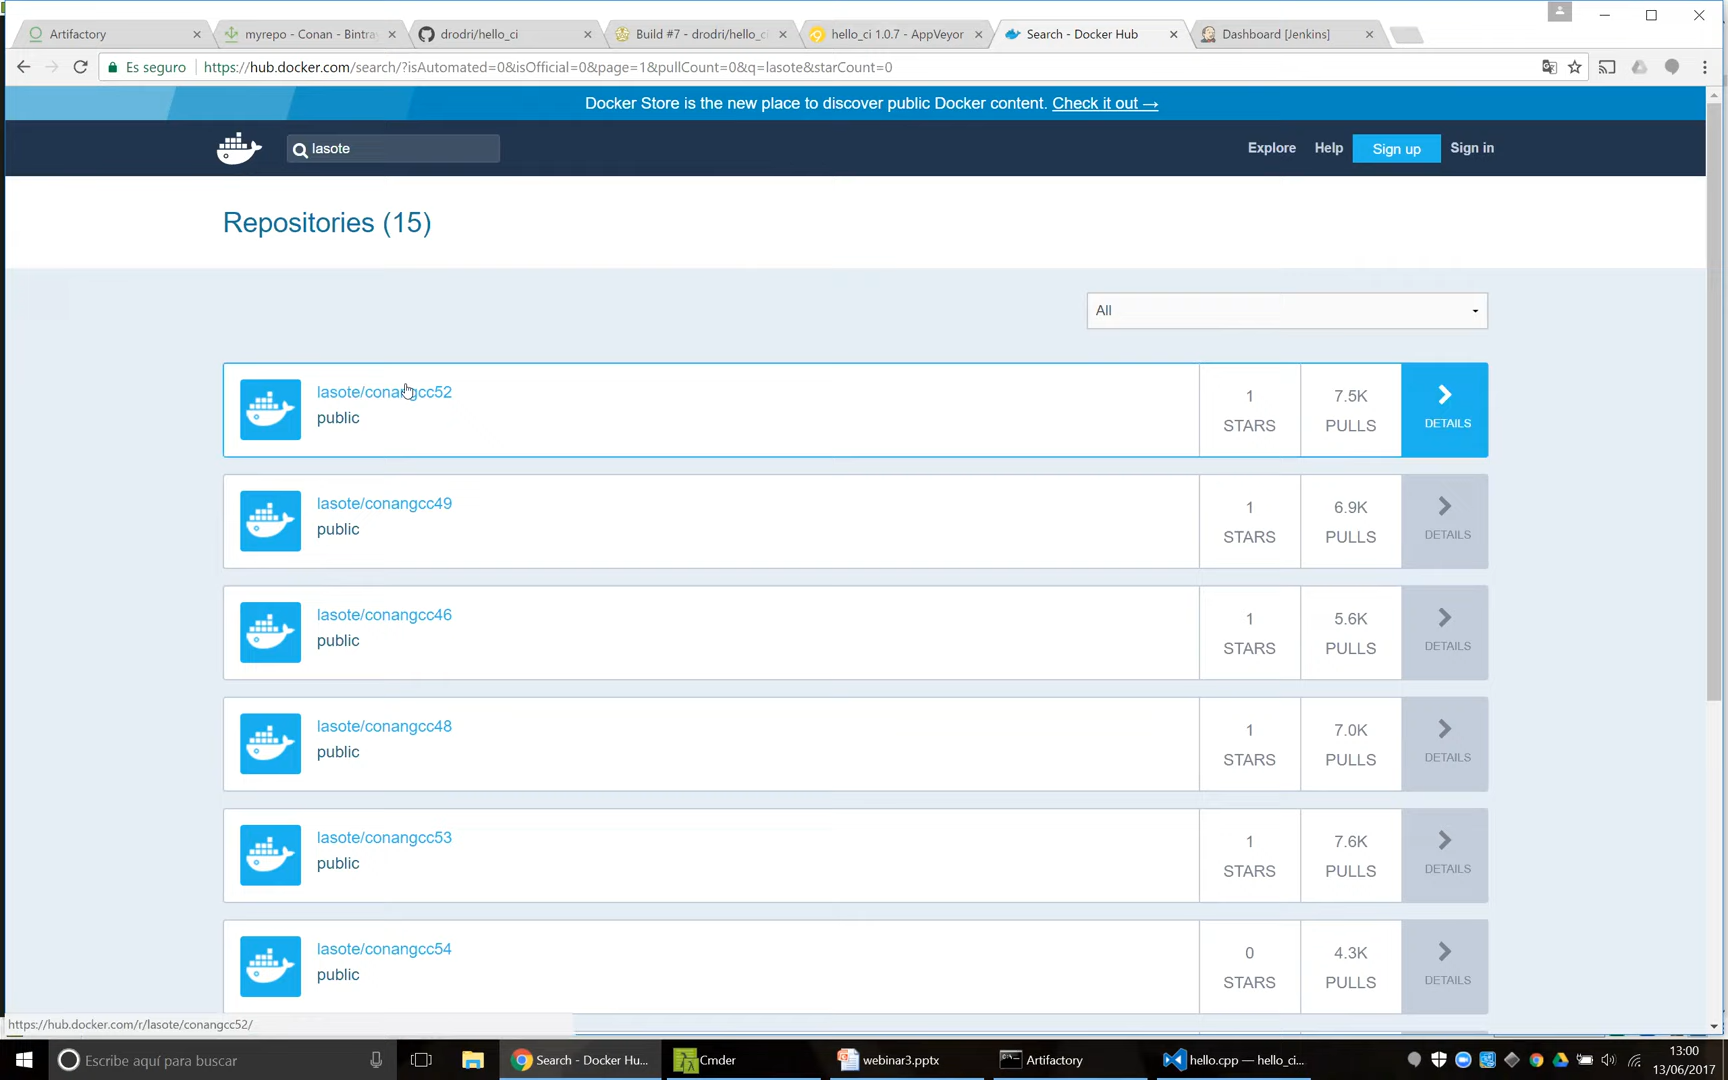 Artifactory
myrepo - Conan - Bintray
drodri/hello_ci
Build #7 - drodri/hello_ci
hello_ci 1.0.7 - AppVeyor
Search - Docker Hub
Dashboard [Jenkins]
Es seguro
https://hub.docker.com/search/?isAutomated=0&isOfficial=0&page=1&pullCount=0&q=lasote&starCount=0
Docker Store is the new place to discover public Docker content. Check it out →
lasote
Explore
Help
Sign up
Sign in
Repositories (15)
All
lasote/conangcc52
public
1
STARS
7.5K
PULLS
DETAILS
lasote/conangcc49
public
1
STARS
6.9K
PULLS
DETAILS
lasote/conangcc46
public
1
STARS
5.6K
PULLS
DETAILS
lasote/conangcc48
public
1
STARS
7.0K
PULLS
DETAILS
lasote/conangcc53
public
1
STARS
7.6K
PULLS
DETAILS
lasote/conangcc54
public
0
STARS
4.3K
PULLS
DETAILS
https://hub.docker.com/r/lasote/conangcc52/
Escribe aquí para buscar
Search - Docker Hu...
Cmder
webinar3.pptx
Artifactory
hello.cpp — hello_ci...
13:00
13/06/2017